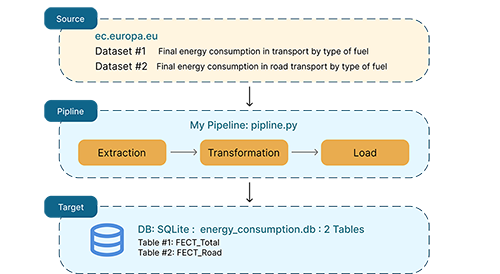 Source
ec.europa.eu
Dataset #1 Final energy consumption in transport by type of fuel
Dataset #2 Final energy consumption in road transport by type of fuel
Pipline
My Pipeline: pipline.py
Extraction Transformation Load
Target
DB: SQLite : energy_consumption.db : 2 Tables
Table #1: FECT_Total
Table #2: FECT_Road